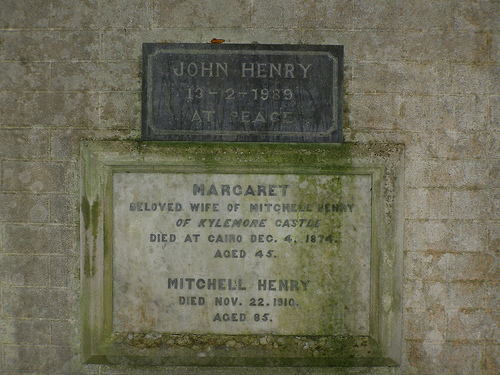 JOHN HENRY
13-2-1989
AT PEACE
MARGARET
BELOVED WIFE OF MITCHELL HENRY
OF KYLEMORE CASTLE
DIED AT CAIRO DEC. 4, 1874.
AGED 45.
MITCHELL HENRY
DIED NOV. 22. 1910.
AGED 85.